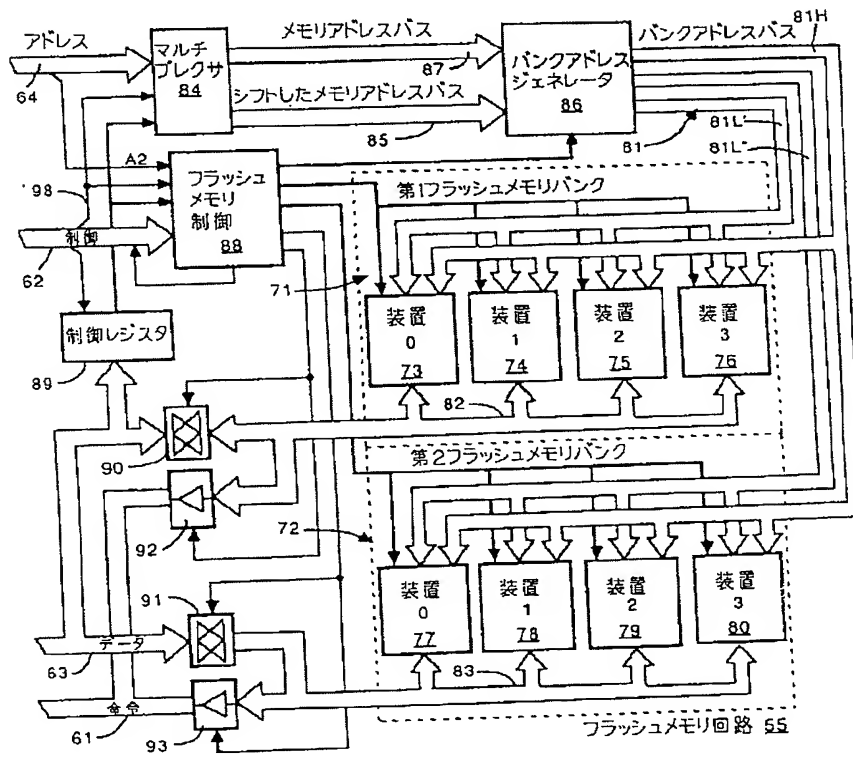 アドレス
64
マルチ
プレクサ
84
メモリアドレスバス
87
シフトしたメモリアドレスバス
85
バンクアドレス
ジェネレータ
86
バンクアドレスバス
81H
81
81L'
81L"
A2
98
制御
62
フラッシュ
メモリ
制御
88
制御レジスタ
89
第1フラッシュメモリバンク
71
装置
0
73
装置
1
74
装置
2
75
装置
3
76
82
90
92
第2フラッシュメモリバンク
72
装置
0
77
装置
1
78
装置
2
79
装置
3
80
83
91
データ
63
命令
61
93
フラッシュメモリ回路 65